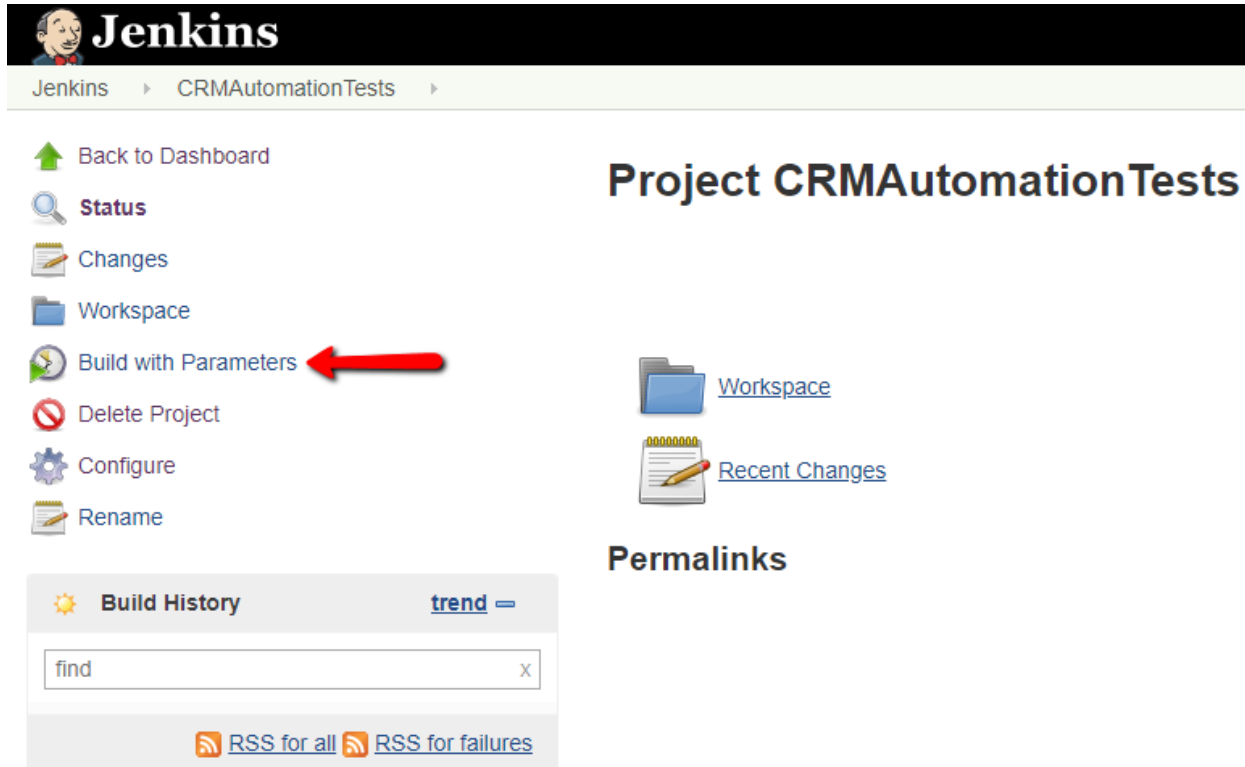 Jenkins
Jenkins CRMAutomationTests
Back to Dashboard
Status
Changes
Workspace
Build with Parameters
Delete Project
Configure
Rename
Build History trend
find x
RSS for all RSS for failures
Project CRMAutomationTests
Workspace
Recent Changes
Permalinks